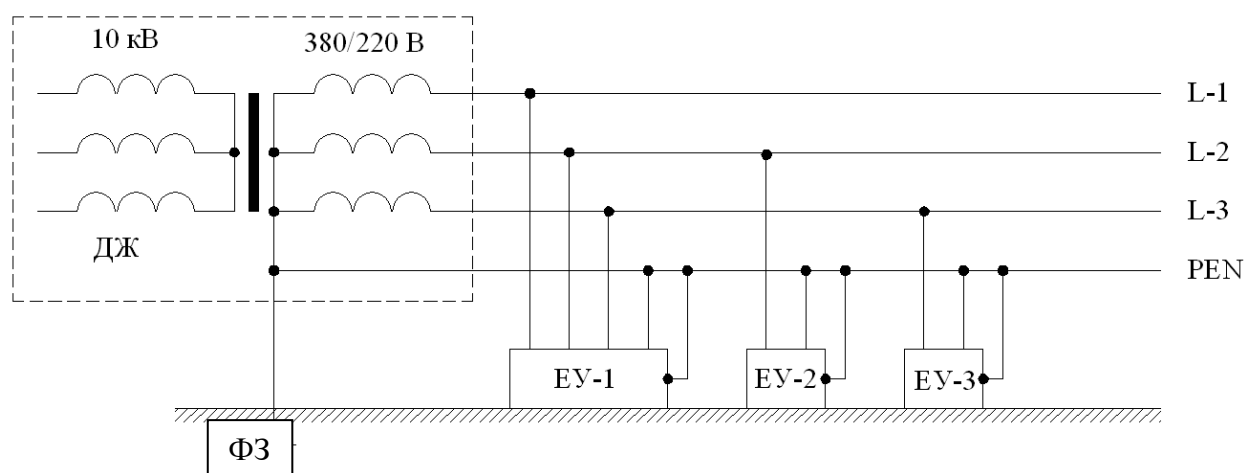 10 кВ
380/220 В
L-1
L-2
L-3
ДЖ
PEN
ЕУ-1
ЕУ-2
ЕУ-3
ФЗ